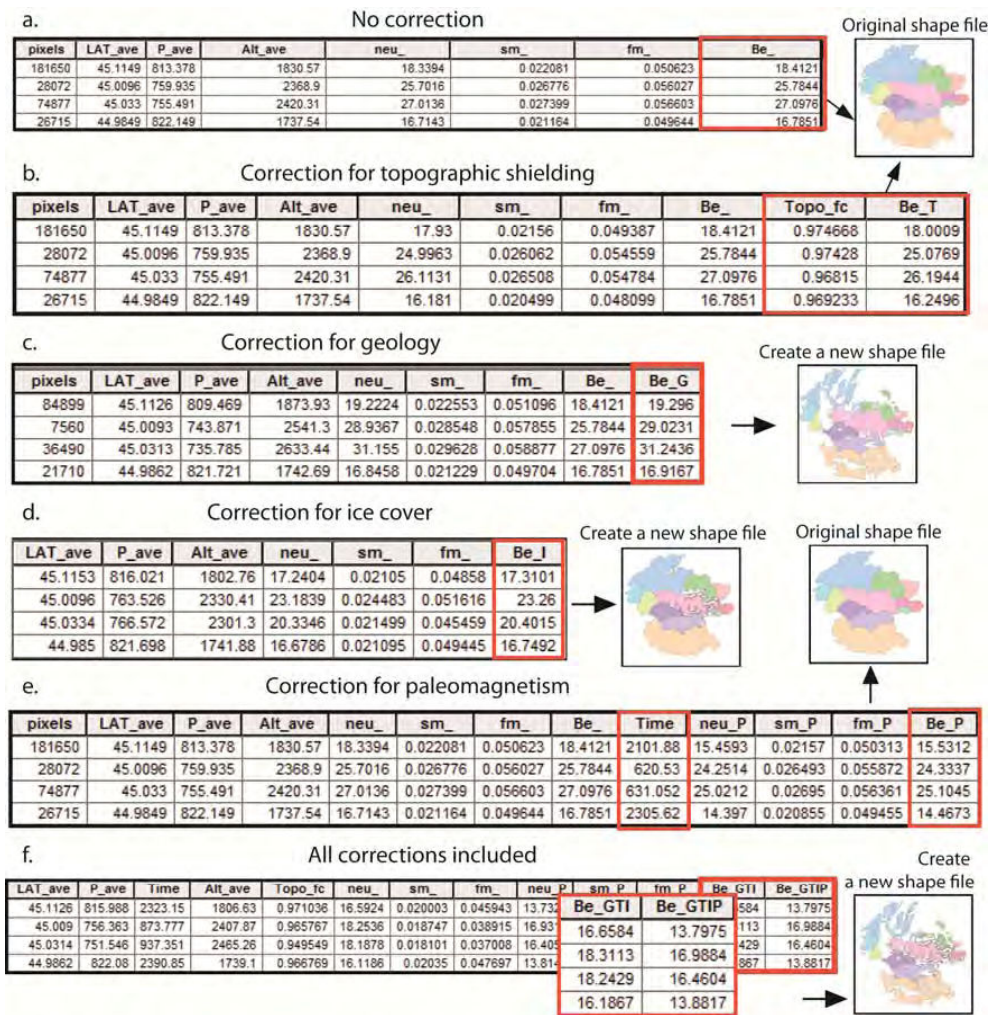 a. No correction Original shape file
pixels LAT_ave P_ave Alt_ave neu_ sm_ fm_ Be_
181650 45.1149 813.378 1830.57 18.3394 0.022081 0.050623 18.4121
28072 45.0096 759.935 2368.9 25.7016 0.026776 0.056027 25.7844
74877 45.033 755.491 2420.31 27.0136 0.027399 0.056603 27.0976
26715 44.9849 822.149 1737.54 16.7143 0.021164 0.049644 16.7851
b. Correction for topographic shielding
pixels LAT_ave P_ave Alt_ave neu_ sm_ fm_ Be_ Topo_fc Be_T
181650 45.1149 813.378 1830.57 17.93 0.02156 0.049387 18.4121 0.974668 18.0009
28072 45.0096 759.935 2368.9 24.9963 0.026062 0.054559 25.7844 0.97428 25.0769
74877 45.033 755.491 2420.31 26.1131 0.026508 0.054784 27.0976 0.96815 26.1944
26715 44.9849 822.149 1737.54 16.181 0.020499 0.048099 16.7851 0.969233 16.2496
c. Correction for geology Create a new shape file
pixels LAT_ave P_ave Alt_ave neu_ sm_ fm_ Be_ Be_G
84899 45.1126 809.469 1873.93 19.2224 0.022553 0.051096 18.4121 19.296
7560 45.0093 743.871 2541.3 28.9367 0.028548 0.057855 25.7844 29.0231
36490 45.0313 735.785 2633.44 31.155 0.029628 0.058877 27.0976 31.2436
21710 44.9862 821.721 1742.69 16.8458 0.021229 0.049704 16.7851 16.9167
d. Correction for ice cover Create a new shape file Original shape file
LAT_ave P_ave Alt_ave neu_ sm_ fm_ Be_I
45.1153 816.021 1802.76 17.2404 0.02105 0.04858 17.3101
45.0096 763.526 2330.41 23.1839 0.024483 0.051616 23.26
45.0334 766.572 2301.3 20.3346 0.021499 0.045459 20.4015
44.985 821.698 1741.88 16.6786 0.021095 0.049445 16.7492
e. Correction for paleomagnetism
pixels LAT_ave P_ave Alt_ave neu_ sm_ fm_ Be_ Time neu_P sm_P fm_P Be_P
181650 45.1149 813.378 1830.57 18.3394 0.022081 0.050623 18.4121 2101.88 15.4593 0.02157 0.050313 15.5312
28072 45.0096 759.935 2368.9 25.7016 0.026776 0.056027 25.7844 620.53 24.2514 0.026493 0.055872 24.3337
74877 45.033 755.491 2420.31 27.0136 0.027399 0.056603 27.0976 631.052 25.0212 0.02695 0.056361 25.1045
26715 44.9849 822.149 1737.54 16.7143 0.021164 0.049644 16.7851 2305.62 14.397 0.020855 0.049455 14.4673
f. All corrections included Create
a new shape file
LAT_ave P_ave Time Alt_ave Topo_fc neu_ sm_ fm_ neu_P sm_P fm_P Be_GTI Be_GTIP
45.1126 815.988 2323.15 1806.63 0.971036 16.5924 0.020003 0.045943 13.732 584 13.7975
45.009 756.363 873.777 2407.87 0.965767 18.2536 0.018747 0.038915 16.931 113 16.9884
45.0314 751.546 937.351 2465.26 0.949549 18.1878 0.018101 0.037008 16.405 429 16.4604
44.9862 822.08 2390.85 1739.1 0.966769 16.1186 0.02035 0.047697 13.814 867 13.8817
Be_GTI Be_GTIP
16.6584 13.7975
18.3113 16.9884
18.2429 16.4604
16.1867 13.8817